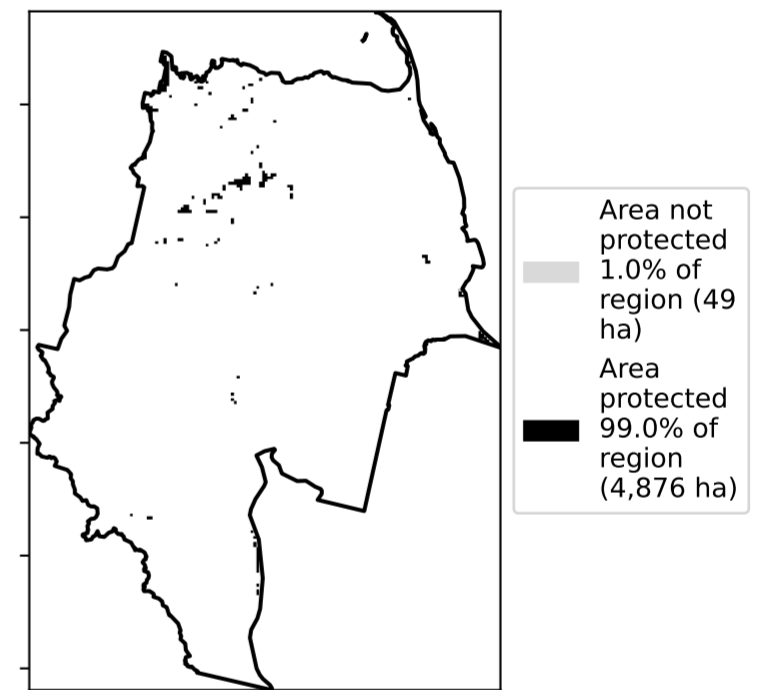 Area not
protected
1.0% of
region (49
ha)
Area
protected
99.0% of
region
(4,876 ha)